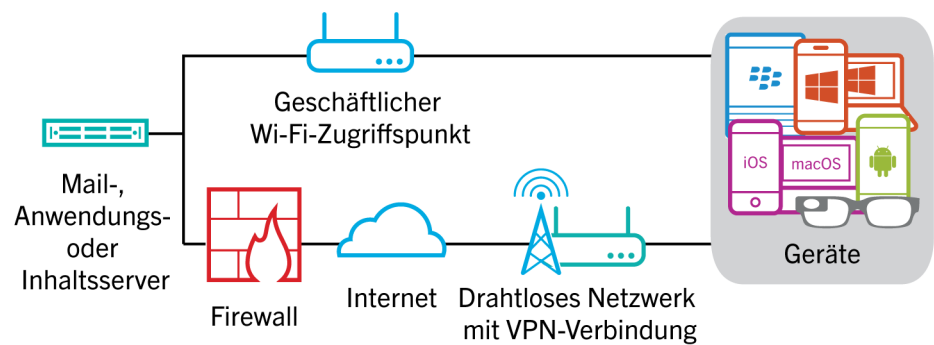 Geschäftlicher
Wi-Fi-Zugriffspunkt
Mail-,
Anwendungs-
oder
Inhaltsserver
Firewall
Internet
Drahtloses Netzwerk
mit VPN-Verbindung
iOS
macOS
Geräte